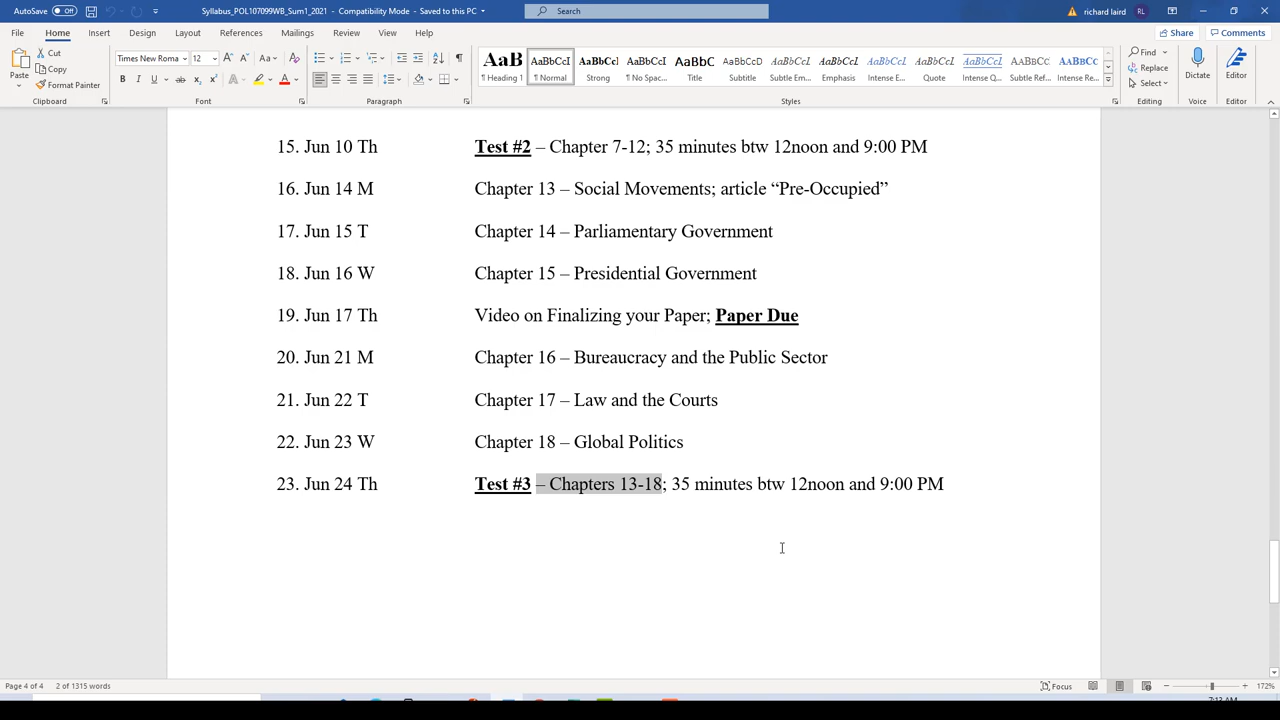 AutoSave Off Syllabus_POL107099WB_Sum1_2021 - Compatibility Mode - Saved to this PC Search richard laird RL
File Home Insert Design Layout References Mailings Review View Help Share Comments
Paste Cut Copy Format Painter
Times New Roma 12
AaB AaBbCcI AaBbCcI AaBbCcI AaBbC AaBbCcD AaBbCcI AaBbCcI AaBbCcI AaBbCcI AaBbCcI AaBbCc AaBbCc
¶ Heading 1 ¶ Normal Strong ¶ No Spac... Title Subtitle Subtle Em... Emphasis Intense E... Quote Intense Q... Subtle Ref... Intense Re...
Find Replace Select Dictate Editor
Clipboard Font Paragraph Styles Editing Voice Editor
15. Jun 10 Th Test #2 – Chapter 7-12; 35 minutes btw 12noon and 9:00 PM
16. Jun 14 M Chapter 13 – Social Movements; article “Pre-Occupied”
17. Jun 15 T Chapter 14 – Parliamentary Government
18. Jun 16 W Chapter 15 – Presidential Government
19. Jun 17 Th Video on Finalizing your Paper; Paper Due
20. Jun 21 M Chapter 16 – Bureaucracy and the Public Sector
21. Jun 22 T Chapter 17 – Law and the Courts
22. Jun 23 W Chapter 18 – Global Politics
23. Jun 24 Th Test #3 – Chapters 13-18; 35 minutes btw 12noon and 9:00 PM
Page 4 of 4 2 of 1315 words Focus 172%